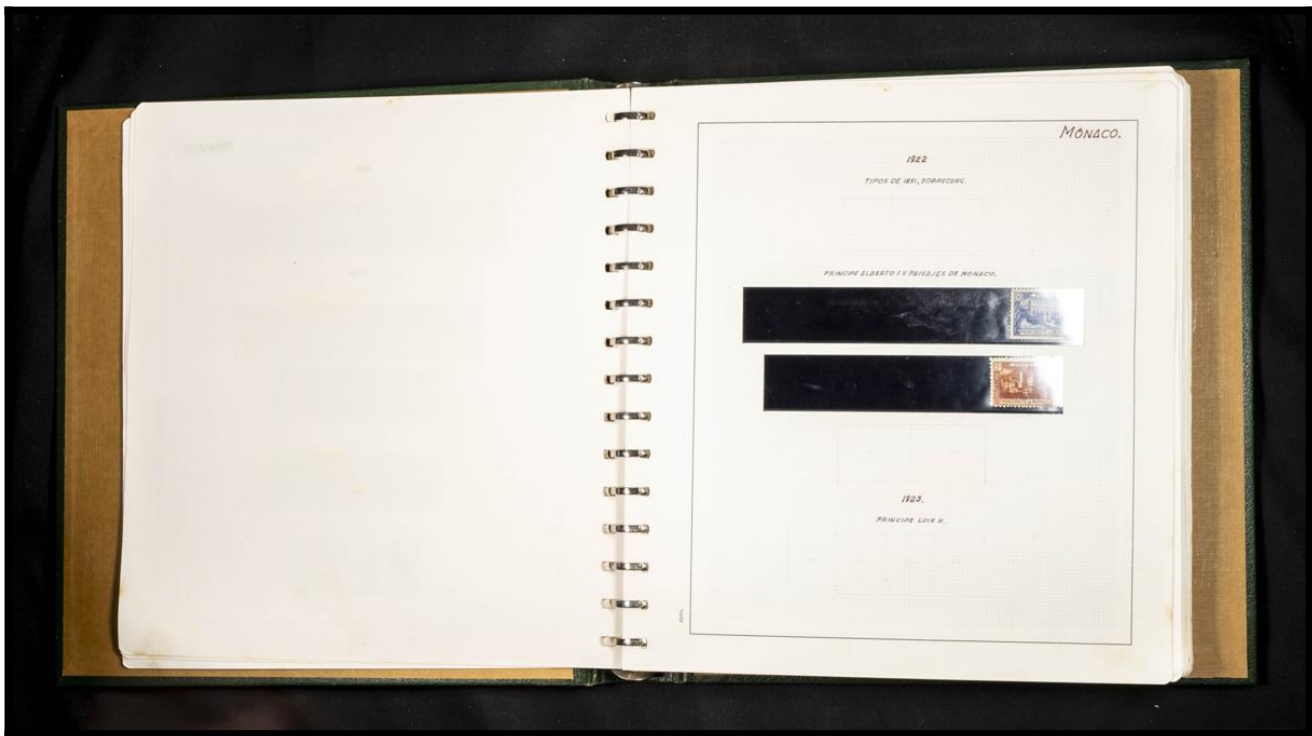 MÓNACO.
1922
TIPOS DE 1891, SOBRECARG.
PRINCIPE ALBERTO I Y PAISAJES DE MONACO.
1923.
PRINCIPE LUIS II.